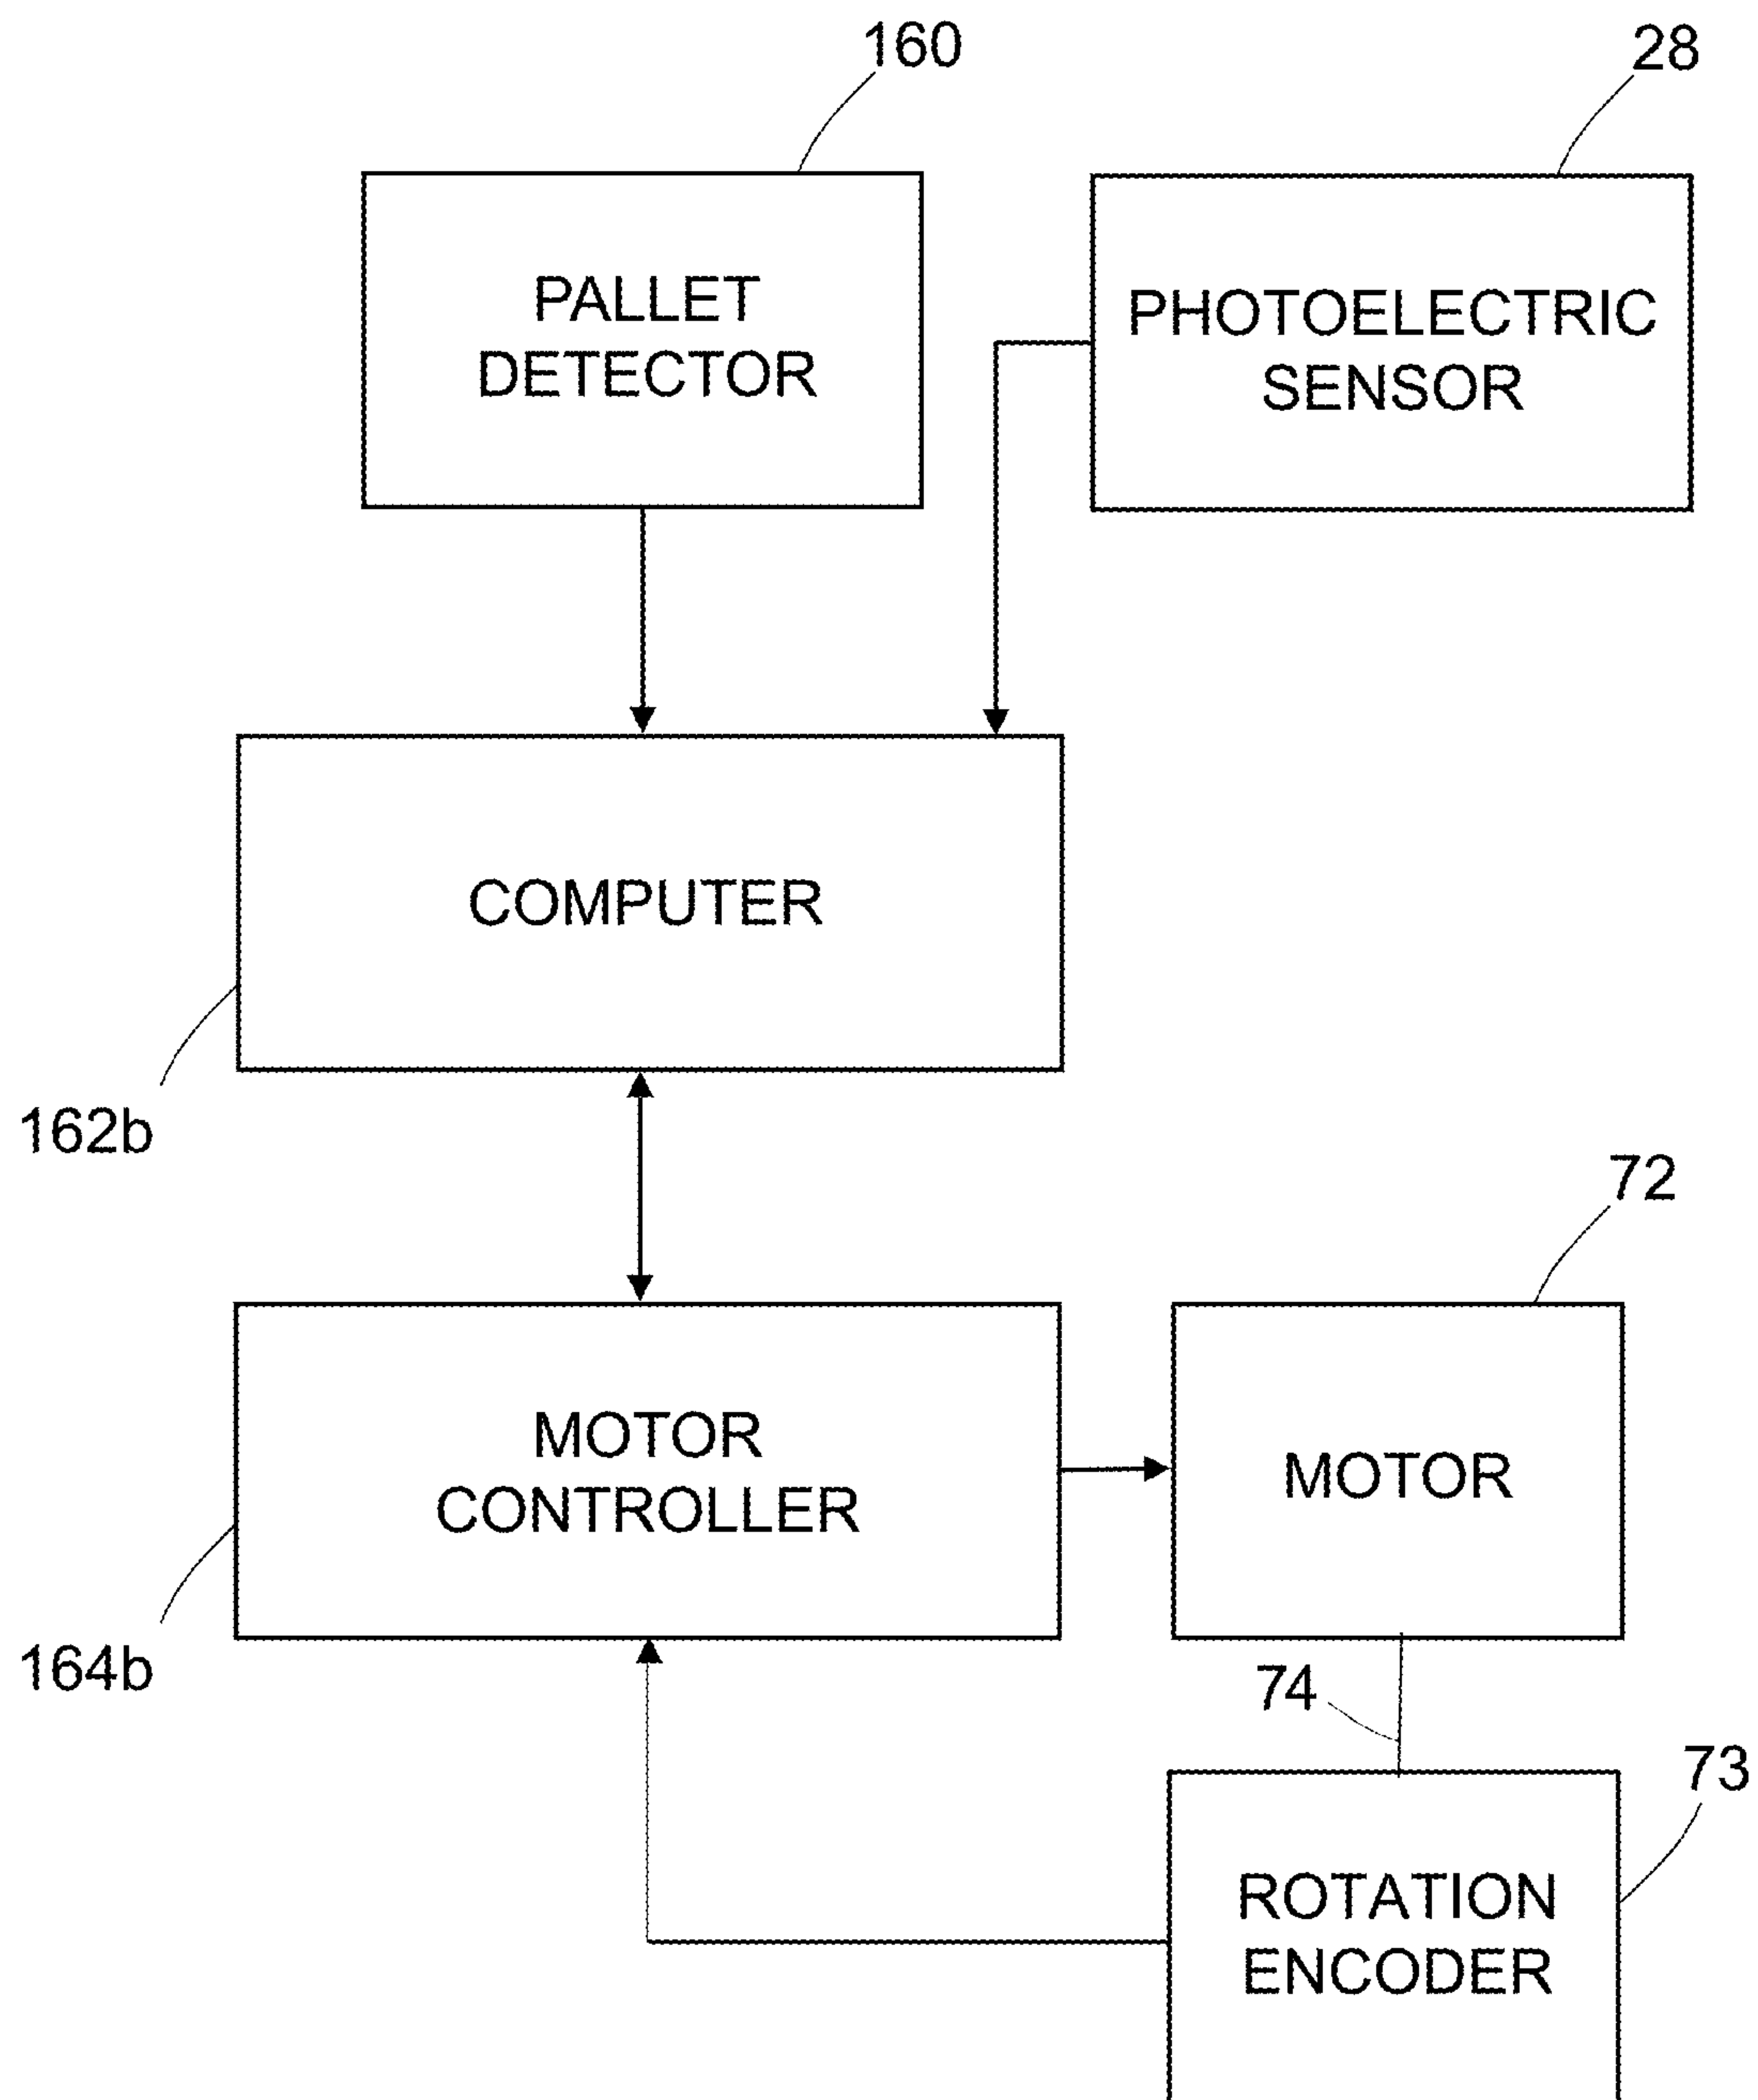 160
28
PALLET
DETECTOR
PHOTOELECTRIC
SENSOR
COMPUTER
162b
72
MOTOR
CONTROLLER
MOTOR
164b
74
73
ROTATION
ENCODER